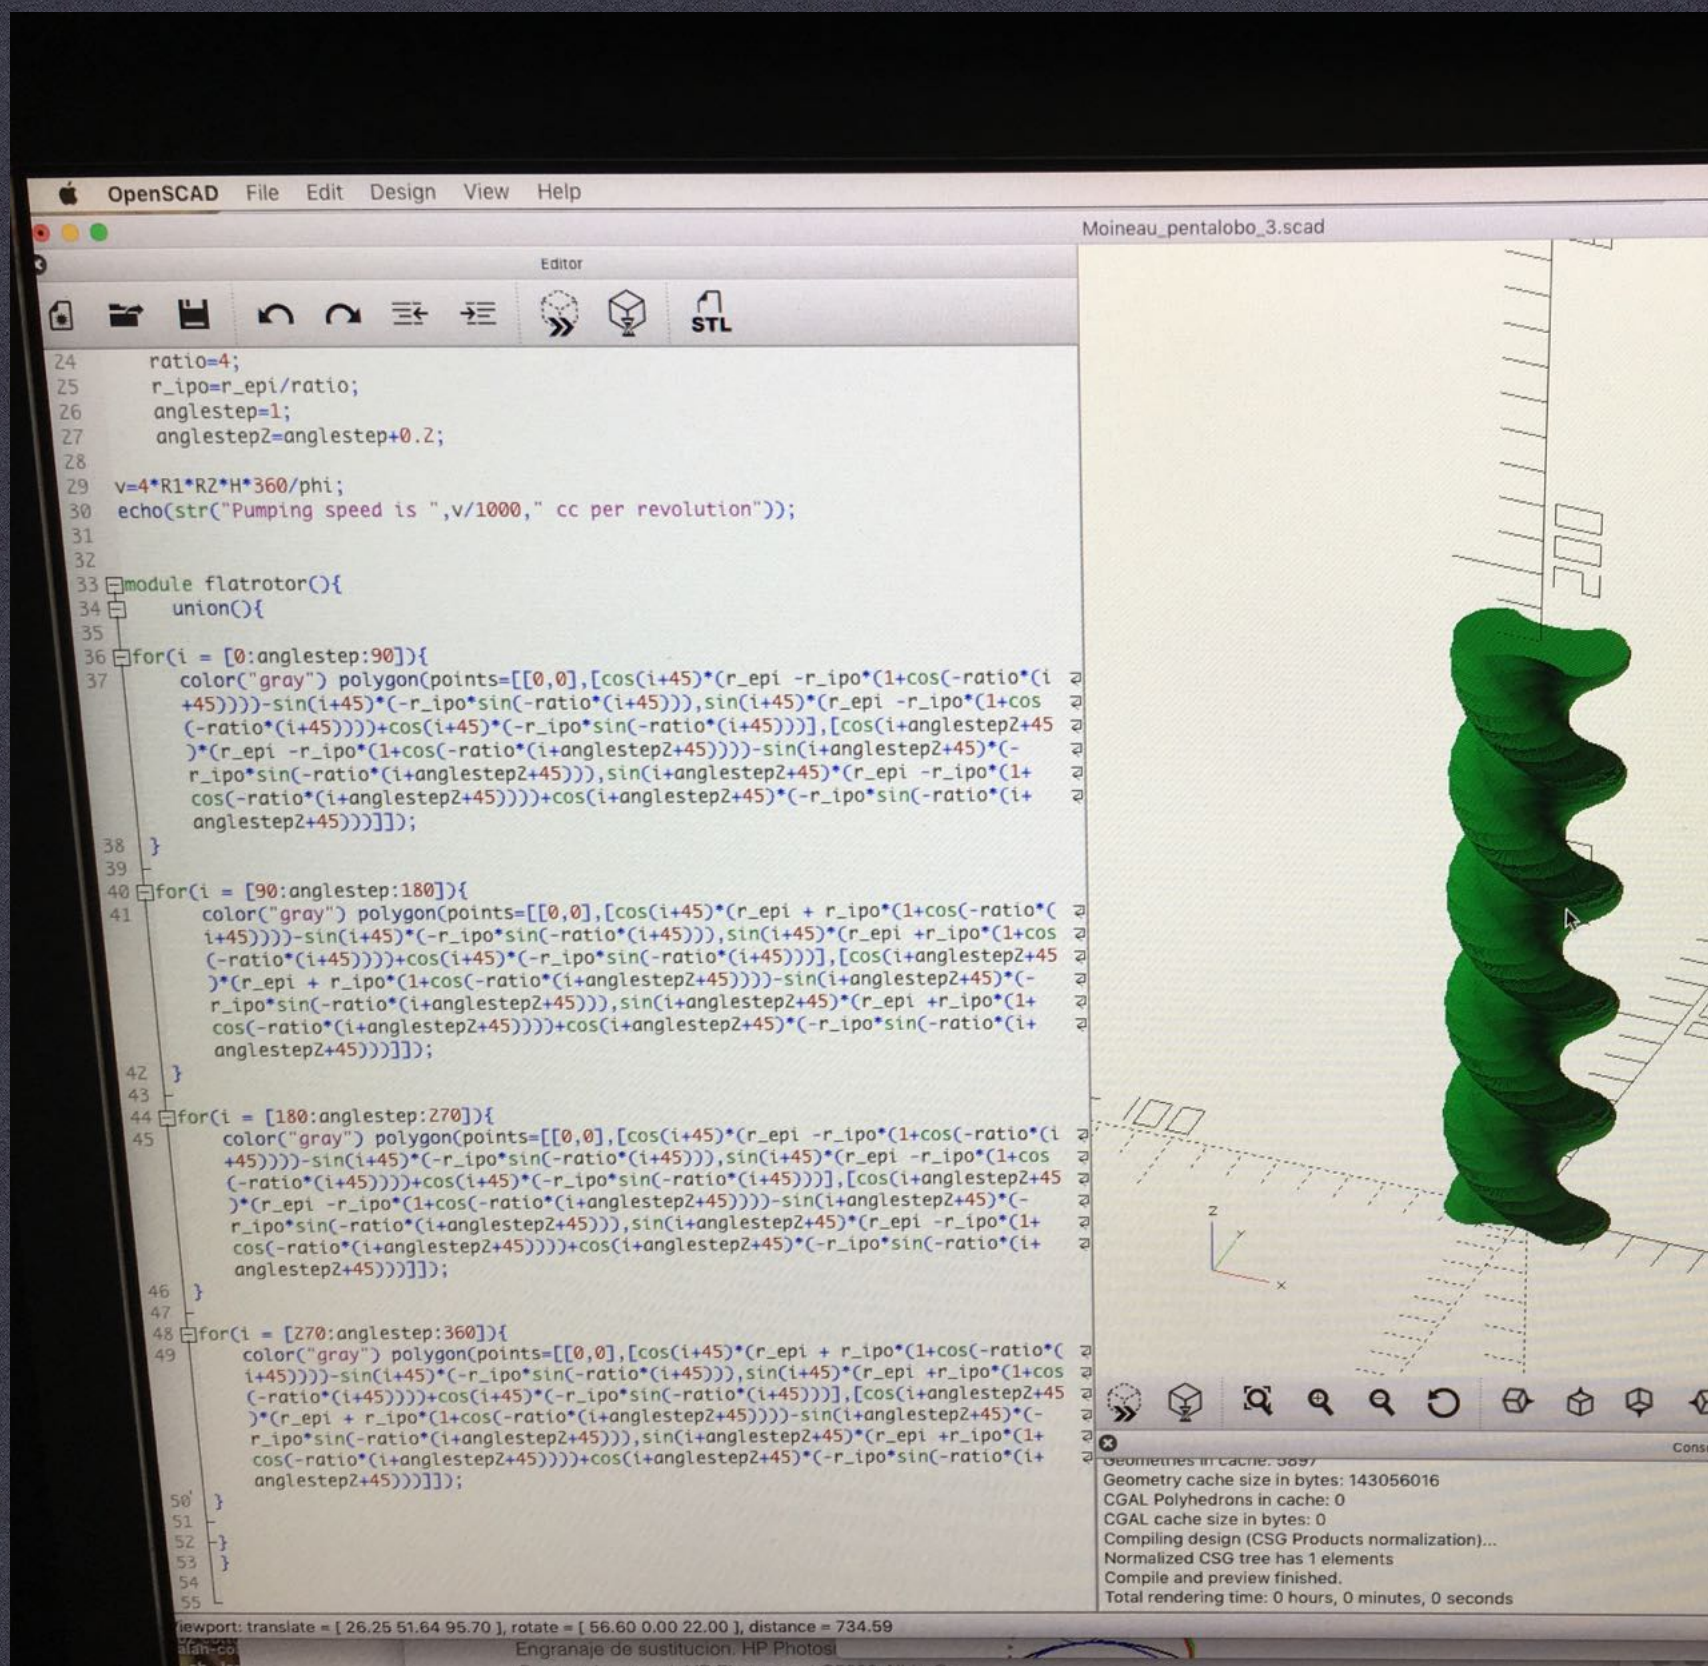 OpenSCAD File Edit Design View Help
Moineau_pentalobo_3.scad
Editor
STL
24 ratio=4;
25 r_ipo=r_epi/ratio;
26 anglestep=1;
27 anglestep2=anglestep+0.2;
28
29 v=4*R1*R2*H*360/phi;
30 echo(str("Pumping speed is ",v/1000," cc per revolution"));
31
32
33 module flatrotor(){
34 union(){
35
36 for(i = [0:anglestep:90]){
37 color("gray") polygon(points=[[0,0],[cos(i+45)*(r_epi -r_ipo*(1+cos(-ratio*(i
+45))))-sin(i+45)*(-r_ipo*sin(-ratio*(i+45))),sin(i+45)*(r_epi -r_ipo*(1+cos
(-ratio*(i+45))))+cos(i+45)*(-r_ipo*sin(-ratio*(i+45)))],[cos(i+anglestep2+45
)*(r_epi -r_ipo*(1+cos(-ratio*(i+anglestep2+45))))-sin(i+anglestep2+45)*(-
r_ipo*sin(-ratio*(i+anglestep2+45))),sin(i+anglestep2+45)*(r_epi -r_ipo*(1+
cos(-ratio*(i+anglestep2+45))))+cos(i+anglestep2+45)*(-r_ipo*sin(-ratio*(i+
anglestep2+45)))]]);
38 }
39
40 for(i = [90:anglestep:180]){
41 color("gray") polygon(points=[[0,0],[cos(i+45)*(r_epi + r_ipo*(1+cos(-ratio*(
i+45))))-sin(i+45)*(-r_ipo*sin(-ratio*(i+45))),sin(i+45)*(r_epi +r_ipo*(1+cos
(-ratio*(i+45))))+cos(i+45)*(-r_ipo*sin(-ratio*(i+45)))],[cos(i+anglestep2+45
)*(r_epi + r_ipo*(1+cos(-ratio*(i+anglestep2+45))))-sin(i+anglestep2+45)*(-
r_ipo*sin(-ratio*(i+anglestep2+45))),sin(i+anglestep2+45)*(r_epi +r_ipo*(1+
cos(-ratio*(i+anglestep2+45))))+cos(i+anglestep2+45)*(-r_ipo*sin(-ratio*(i+
anglestep2+45)))]]);
42 }
43
44 for(i = [180:anglestep:270]){
45 color("gray") polygon(points=[[0,0],[cos(i+45)*(r_epi -r_ipo*(1+cos(-ratio*(i
+45))))-sin(i+45)*(-r_ipo*sin(-ratio*(i+45))),sin(i+45)*(r_epi -r_ipo*(1+cos
(-ratio*(i+45))))+cos(i+45)*(-r_ipo*sin(-ratio*(i+45)))],[cos(i+anglestep2+45
)*(r_epi -r_ipo*(1+cos(-ratio*(i+anglestep2+45))))-sin(i+anglestep2+45)*(-
r_ipo*sin(-ratio*(i+anglestep2+45))),sin(i+anglestep2+45)*(r_epi -r_ipo*(1+
cos(-ratio*(i+anglestep2+45))))+cos(i+anglestep2+45)*(-r_ipo*sin(-ratio*(i+
anglestep2+45)))]]);
46 }
47
48 for(i = [270:anglestep:360]){
49 color("gray") polygon(points=[[0,0],[cos(i+45)*(r_epi + r_ipo*(1+cos(-ratio*(
i+45))))-sin(i+45)*(-r_ipo*sin(-ratio*(i+45))),sin(i+45)*(r_epi +r_ipo*(1+cos
(-ratio*(i+45))))+cos(i+45)*(-r_ipo*sin(-ratio*(i+45)))],[cos(i+anglestep2+45
)*(r_epi + r_ipo*(1+cos(-ratio*(i+anglestep2+45))))-sin(i+anglestep2+45)*(-
r_ipo*sin(-ratio*(i+anglestep2+45))),sin(i+anglestep2+45)*(r_epi +r_ipo*(1+
cos(-ratio*(i+anglestep2+45))))+cos(i+anglestep2+45)*(-r_ipo*sin(-ratio*(i+
anglestep2+45)))]]);
50 }
51
52 }
53 }
54
55
200
100
z
y
x
Cons
Geometries in cache: 5897
Geometry cache size in bytes: 143056016
CGAL Polyhedrons in cache: 0
CGAL cache size in bytes: 0
Compiling design (CSG Products normalization)...
Normalized CSG tree has 1 elements
Compile and preview finished.
Total rendering time: 0 hours, 0 minutes, 0 seconds
iewport: translate = [ 26.25 51.64 95.70 ], rotate = [ 56.60 0.00 22.00 ], distance = 734.59
Engranaje de sustitucion. HP Photosi